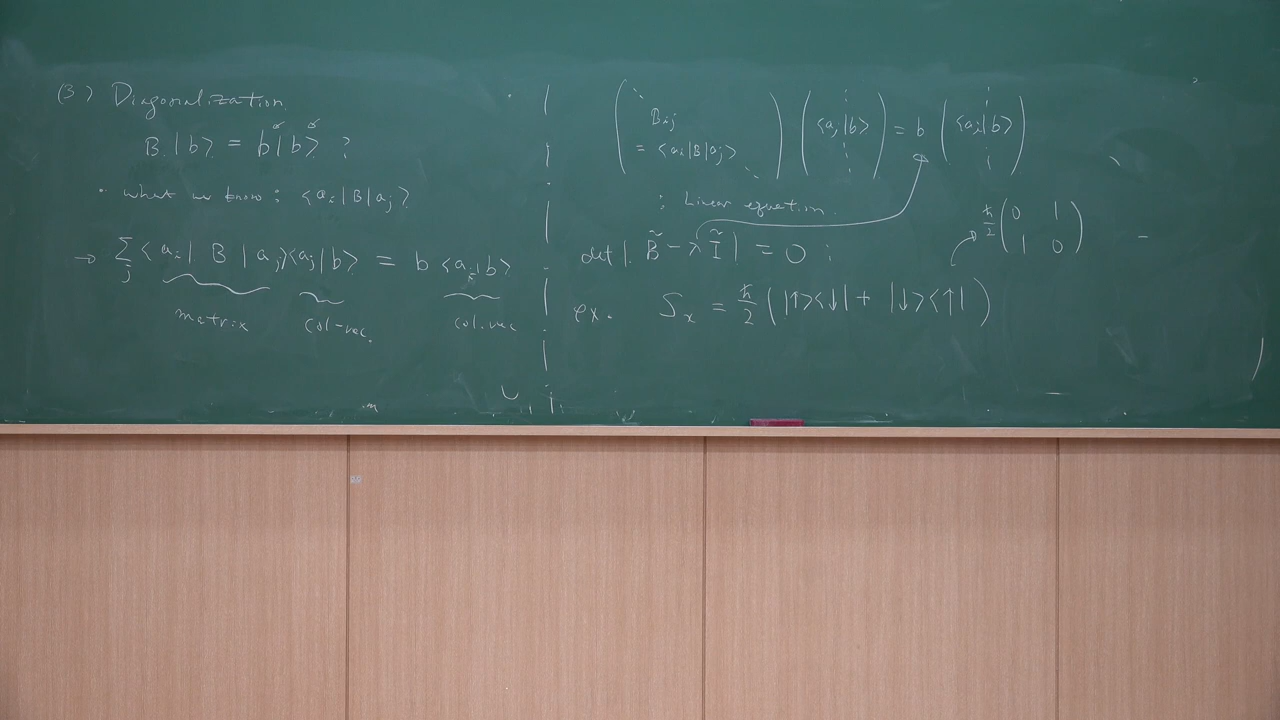 (3) Diagonalization
B |b> = b |b> ?
· what we know : <a_i|B|a_j>
→ Σ_j <a_i| B |a_j><a_j|b> = b <a_i|b>
matrix col-vec. col.vec
( B_ij = <a_i|B|a_j> ) ( <a_j|b> ) = b ( <a_i|b> )
; Linear equation.
det | B̃ - λ Ĩ | = 0 ;
ħ/2 ( 0 1 
1 0 )
ex. S_x = ħ/2 ( |↑><↓| + |↓><↑| )